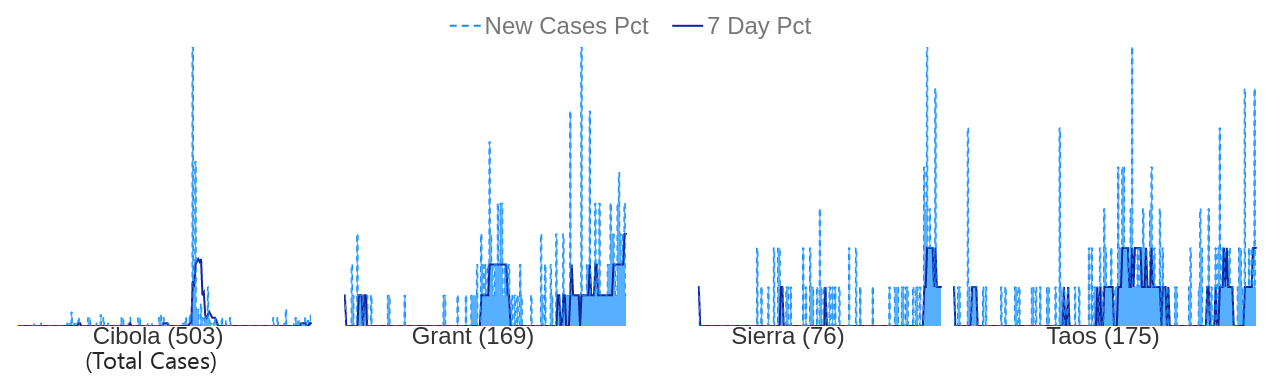 New Cases Pct 7 Day Pct
Cibola (503) Grant (169) Sierra (76) Taos (175)
(Total Cases)